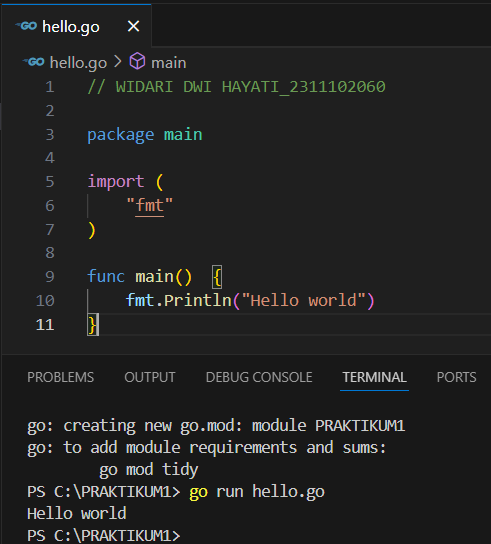 GO hello.go ×
GO hello.go > main
1 // WIDARI DWI HAYATI_2311102060
2
3 package main
4
5 import (
6     "fmt"
7 )
8
9 func main()  {
10     fmt.Println("Hello world")
11 }
PROBLEMS OUTPUT DEBUG CONSOLE TERMINAL PORTS
go: creating new go.mod: module PRAKTIKUM1
go: to add module requirements and sums:
        go mod tidy
PS C:\PRAKTIKUM1> go run hello.go
Hello world
PS C:\PRAKTIKUM1>